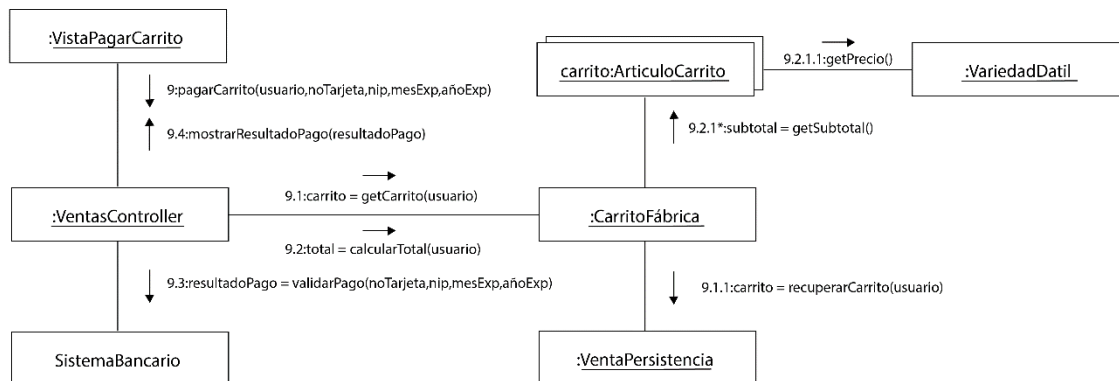 :VistaPagarCarrito
carrito:ArticuloCarrito
9.2.1.1:getPrecio()
:VariedadDatil
9:pagarCarrito(usuario,noTarjeta,nip,mesExp,añoExp)
9.4:mostrarResultadoPago(resultadoPago)
9.2.1*:subtotal = getSubtotal()
:VentasController
9.1:carrito = getCarrito(usuario)
9.2:total = calcularTotal(usuario)
:CarritoFábrica
9.3:resultadoPago = validarPago(noTarjeta,nip,mesExp,añoExp)
9.1.1:carrito = recuperarCarrito(usuario)
SistemaBancario
:VentaPersistencia